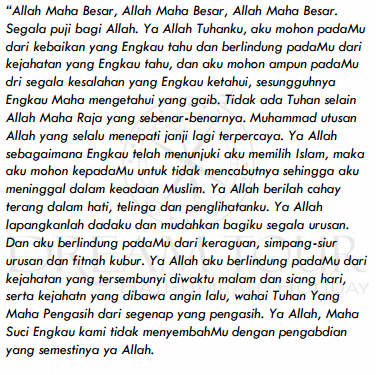 “Allah Maha Besar, Allah Maha Besar, Allah Maha Besar.
Segala puji bagi Allah. Ya Allah Tuhanku, aku mohon padaMu
dari kebaikan yang Engkau tahu dan berlindung padaMu dari
kejahatan yang Engkau tahu, dan aku mohon ampun padaMu
dri segala kesalahan yang Engkau ketahui, sesungguhnya
Engkau Maha mengetahui yang gaib. Tidak ada Tuhan selain
Allah Maha Raja yang sebenar-benarnya. Muhammad utusan
Allah yang selalu menepati janji lagi terpercaya. Ya Allah
sebagaimana Engkau telah menunjuki aku memilih Islam, maka
aku mohon kepadaMu untuk tidak mencabutnya sehingga aku
meninggal dalam keadaan Muslim. Ya Allah berilah cahay
terang dalam hati, telinga dan penglihatanku. Ya Allah
lapangkanlah dadaku dan mudahkan bagiku segala urusan.
Dan aku berlindung padaMu dari keraguan, simpang-siur
urusan dan fitnah kubur. Ya Allah aku berlindung padaMu dari
kejahatan yang tersembunyi diwaktu malam dan siang hari,
serta kejahatn yang dibawa angin lalu, wahai Tuhan Yang
Maha Pengasih dari segenap yang pengasih. Ya Allah, Maha
Suci Engkau kami tidak menyembahMu dengan pengabdian
yang semestinya ya Allah.
DREAM TOUR